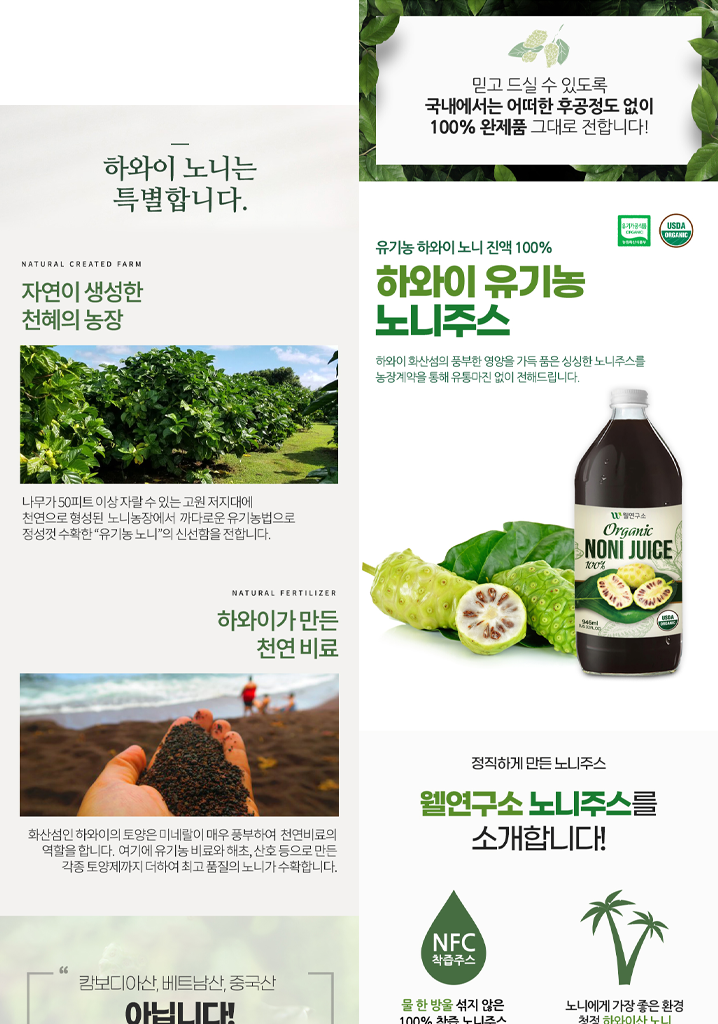 하와이 노니는
특별합니다.
NATURAL CREATED FARM
자연이 생성한
천혜의 농장
나무가 50피트 이상 자랄 수 있는 고원 저지대에
천연으로 형성된 노니농장에서 까다로운 유기농법으로
정성껏 수확한 “유기농 노니”의 신선함을 전합니다.
NATURAL FERTILIZER
하와이가 만든
천연 비료
화산섬인 하와이의 토양은 미네랄이 매우 풍부하여 천연비료의
역할을 합니다. 여기에 유기농 비료와 해초, 산호 등으로 만든
각종 토양제까지 더하여 최고 품질의 노니가 수확합니다.
“
캄보디아산, 베트남산, 중국산
아닙니다!
믿고 드실 수 있도록
국내에서는 어떠한 후공정도 없이
100% 완제품 그대로 전합니다!
유기가공식품
ORGANIC
농림축산식품부
USDA
ORGANIC
유기농 하와이 노니 진액 100%
하와이 유기농
노니주스
하와이 화산섬의 풍부한 영양을 가득 품은 싱싱한 노니주스를
농장계약을 통해 유통마진 없이 전해드립니다.
웰연구소
Organic
NONI JUICE
100%
946ml
USDA
ORGANIC
정직하게 만든 노니주스
웰연구소 노니주스를
소개합니다!
NFC
착즙주스
물 한 방울 섞지 않은
100% 착즙 노니주스
노니에게 가장 좋은 환경
청정 하와이산 노니